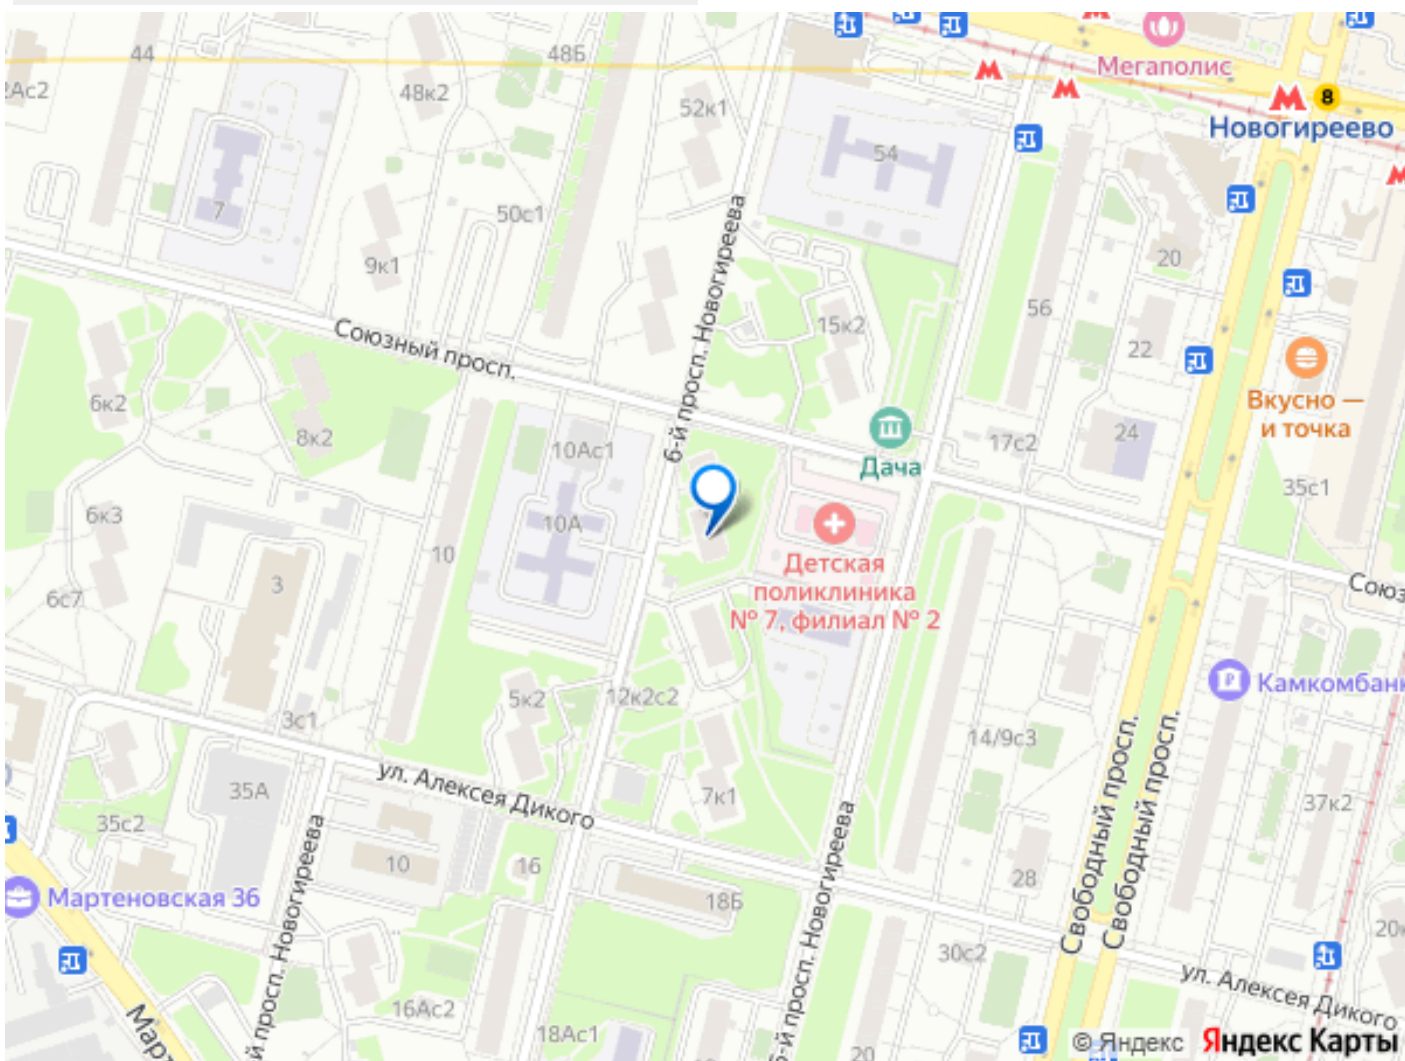 44
48Б
Мегаполис
2Ас2
48к2
52к1
8
Новогиреево
54
7
50с1
9к1
20
6-й просп. Новогиреева
56
15к2
22
Союзный просп.
6к2
Вкусно —
и точка
8к2
10Ас1
17с2
24
Дача
35с1
6к3
10А
10
3
Детская
поликлиника
№ 7, филиал № 2
Союз
6с7
5к2
12к2с2
Камкомбанк
3с1
14/9с3
ул. Алексея Дикого
35А
7к1
37к2
35с2
Свободный просп.
Свободный просп.
10
16
28
Мартеновская 36
18Б
й просп. Новогиреева
6-й просп. Новогиреева
30с2
20к
ул. Алексея Дикого
16Ас2
Март
18Ас1
20
© Яндекс Яндекс Карты